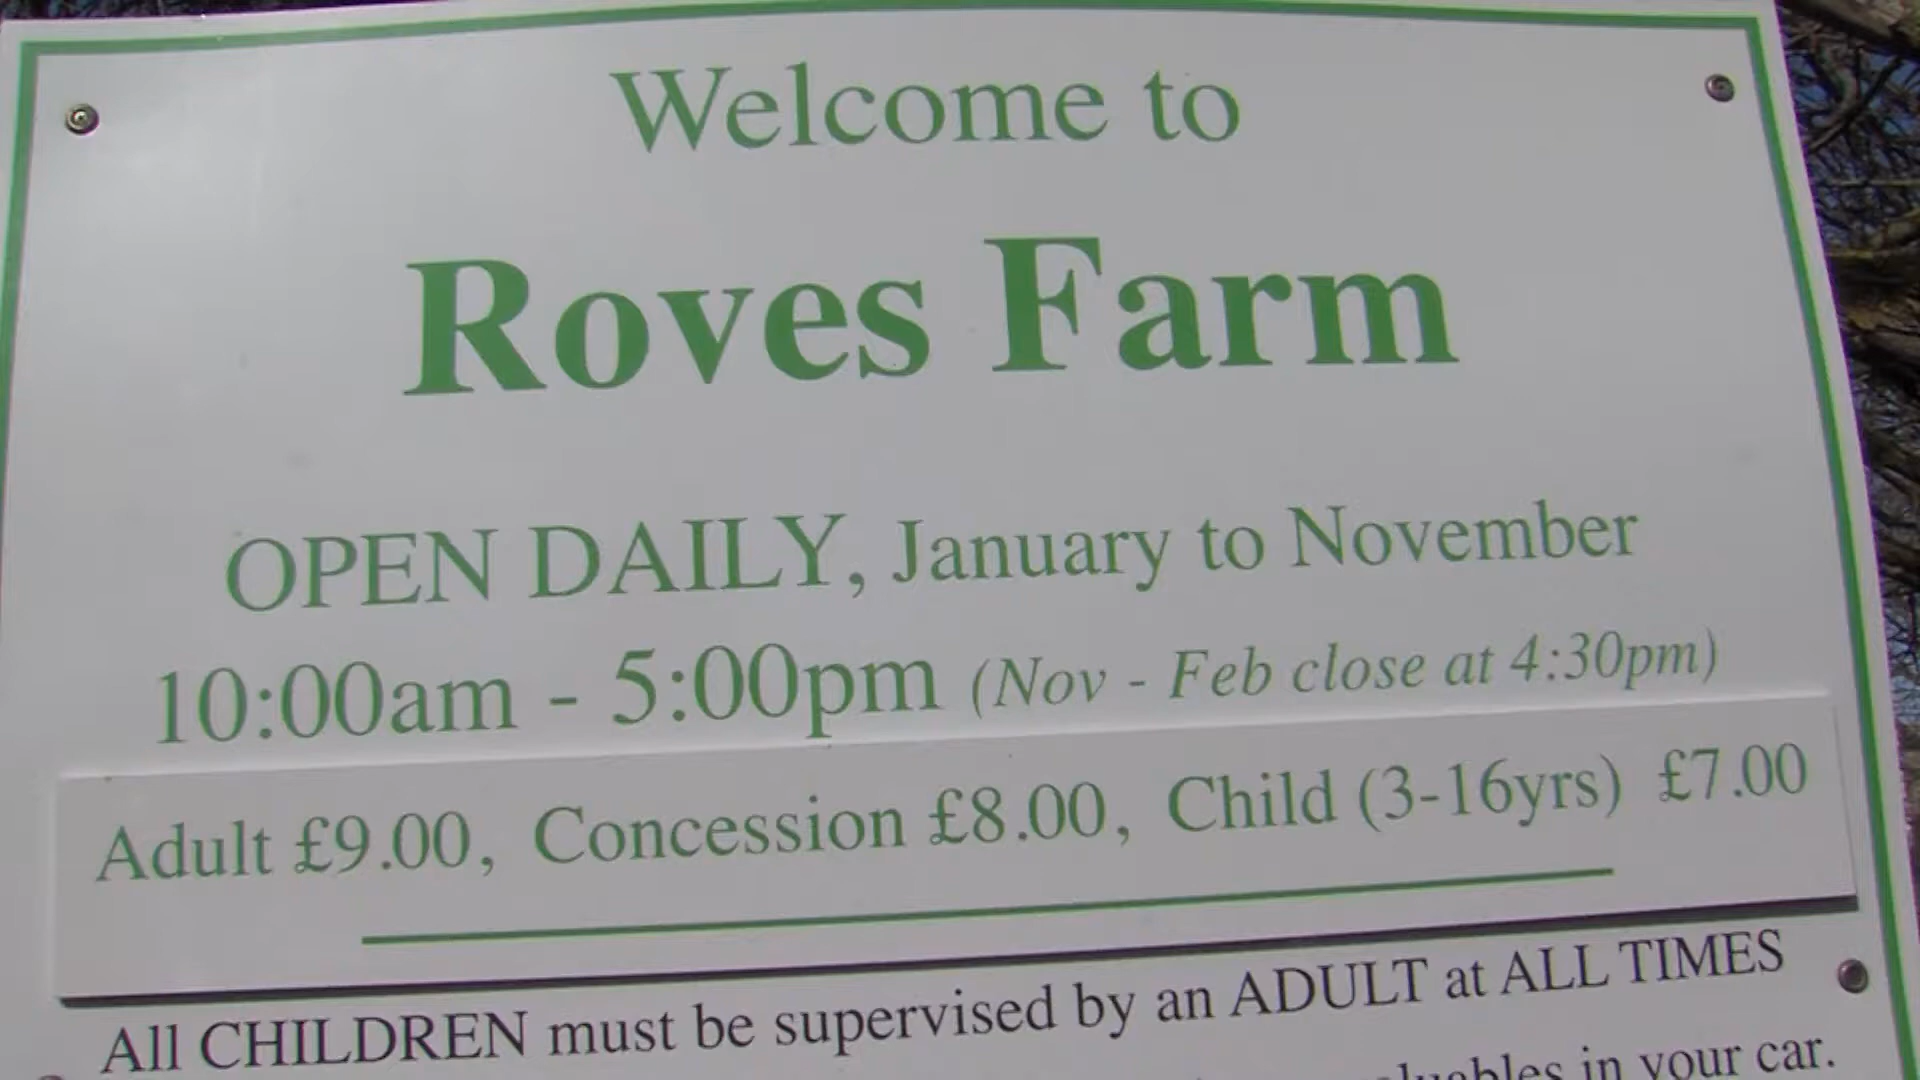 Welcome to
Roves Farm
OPEN DAILY, January to November
10:00am - 5:00pm (Nov - Feb close at 4:30pm)
Adult £9.00, Concession £8.00, Child (3-16yrs) £7.00
All CHILDREN must be supervised by an ADULT at ALL TIMES
in your car.